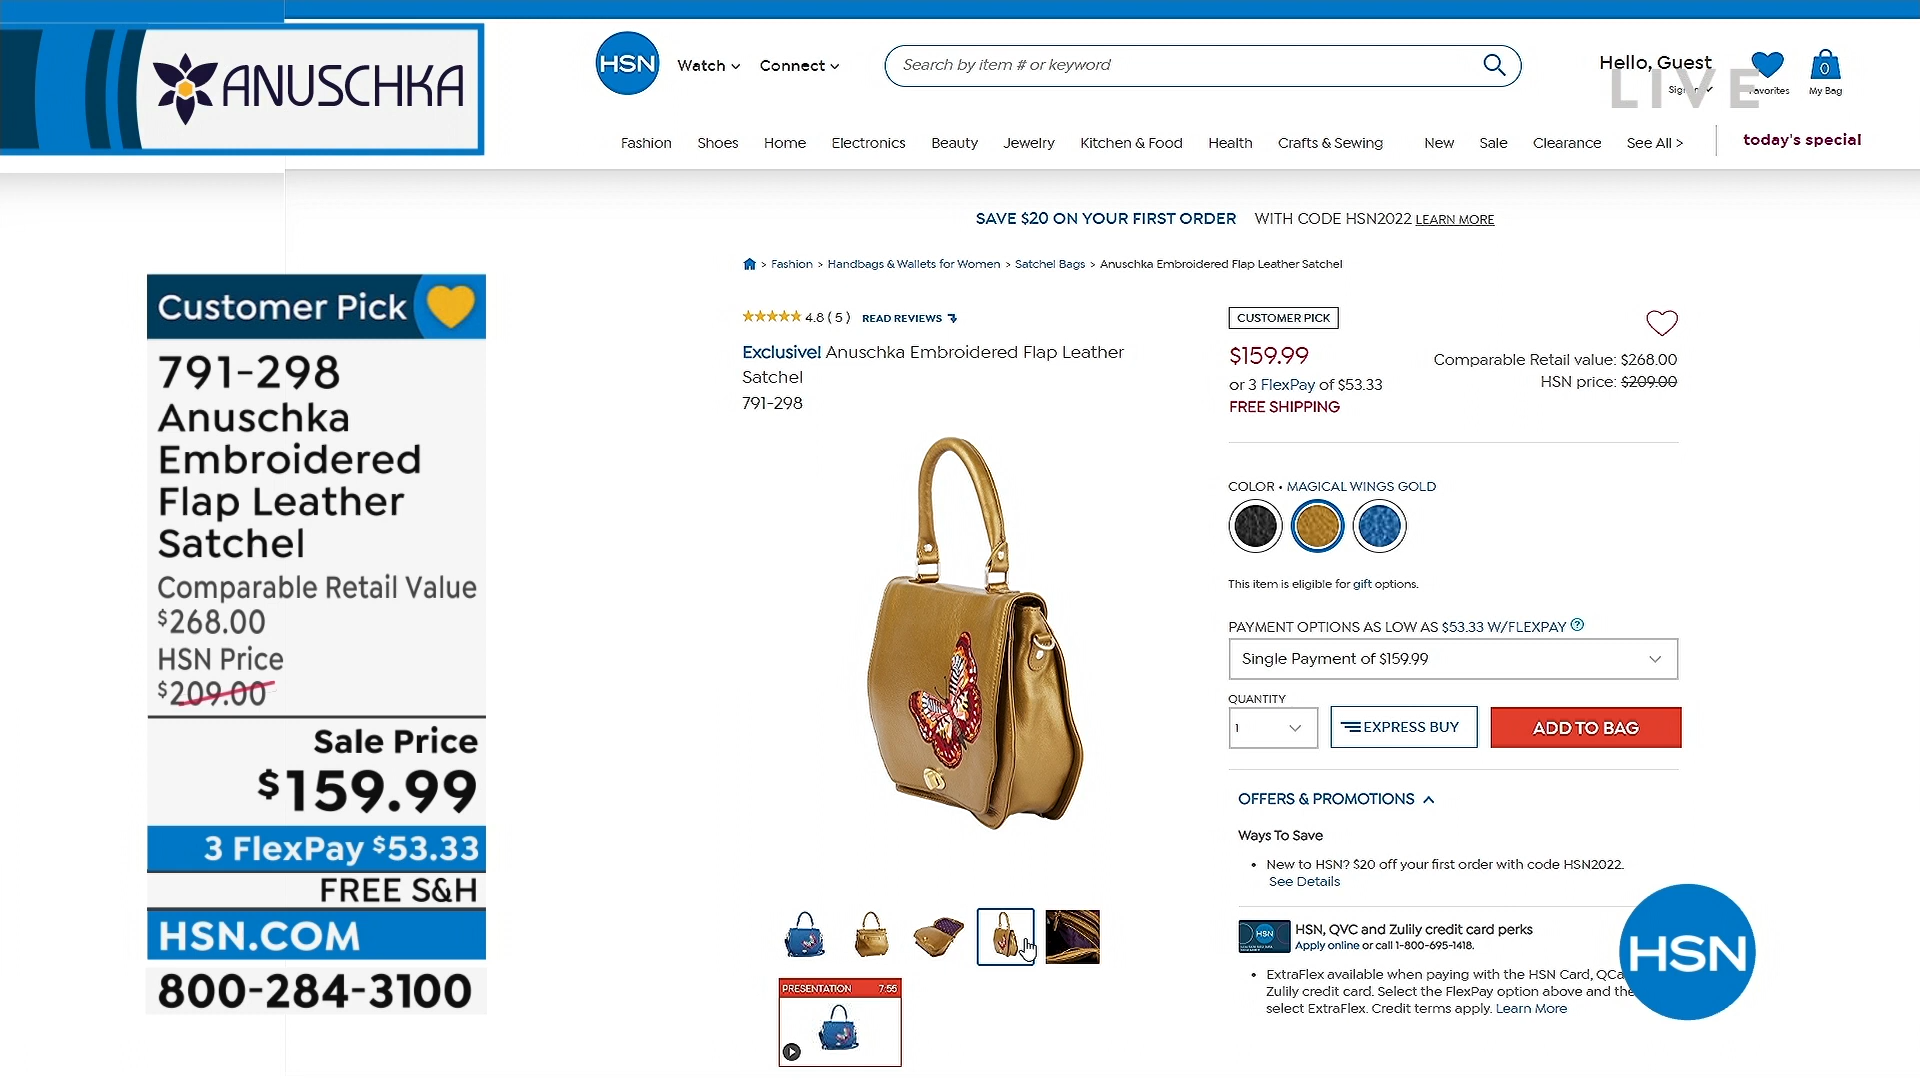 ANUSCHKA
HSN
Watch
Connect
Search by item # or keyword
Hello, Guest
LIVE
Favorites
0
My Bag
Fashion
Shoes
Home
Electronics
Beauty
Jewelry
Kitchen & Food
Health
Crafts & Sewing
New
Sale
Clearance
See All >
today's special
SAVE $20 ON YOUR FIRST ORDER WITH CODE HSN2022 LEARN MORE
> Fashion > Handbags & Wallets for Women > Satchel Bags > Anuschka Embroidered Flap Leather Satchel
Customer Pick
791-298
Anuschka
Embroidered
Flap Leather
Satchel
Comparable Retail Value
$268.00
HSN Price
$209.00
Sale Price
$159.99
3 FlexPay $53.33
FREE S&H
HSN.COM
800-284-3100
4.8 ( 5 ) READ REVIEWS
Exclusive! Anuschka Embroidered Flap Leather
Satchel
791-298
PRESENTATION 7:56
CUSTOMER PICK
$159.99
or 3 FlexPay of $53.33
FREE SHIPPING
Comparable Retail value: $268.00
HSN price: $209.00
COLOR • MAGICAL WINGS GOLD
This item is eligible for gift options.
PAYMENT OPTIONS AS LOW AS $53.33 W/FLEXPAY ?
Single Payment of $159.99
QUANTITY
1
EXPRESS BUY
ADD TO BAG
OFFERS & PROMOTIONS
Ways To Save
• New to HSN? $20 off your first order with code HSN2022.
See Details
HSN
HSN, QVC and Zulily credit card perks
Apply online or call 1-800-695-1418.
• ExtraFlex available when paying with the HSN Card, QCa
Zulily credit card. Select the FlexPay option above and the
select ExtraFlex. Credit terms apply. Learn More
HSN